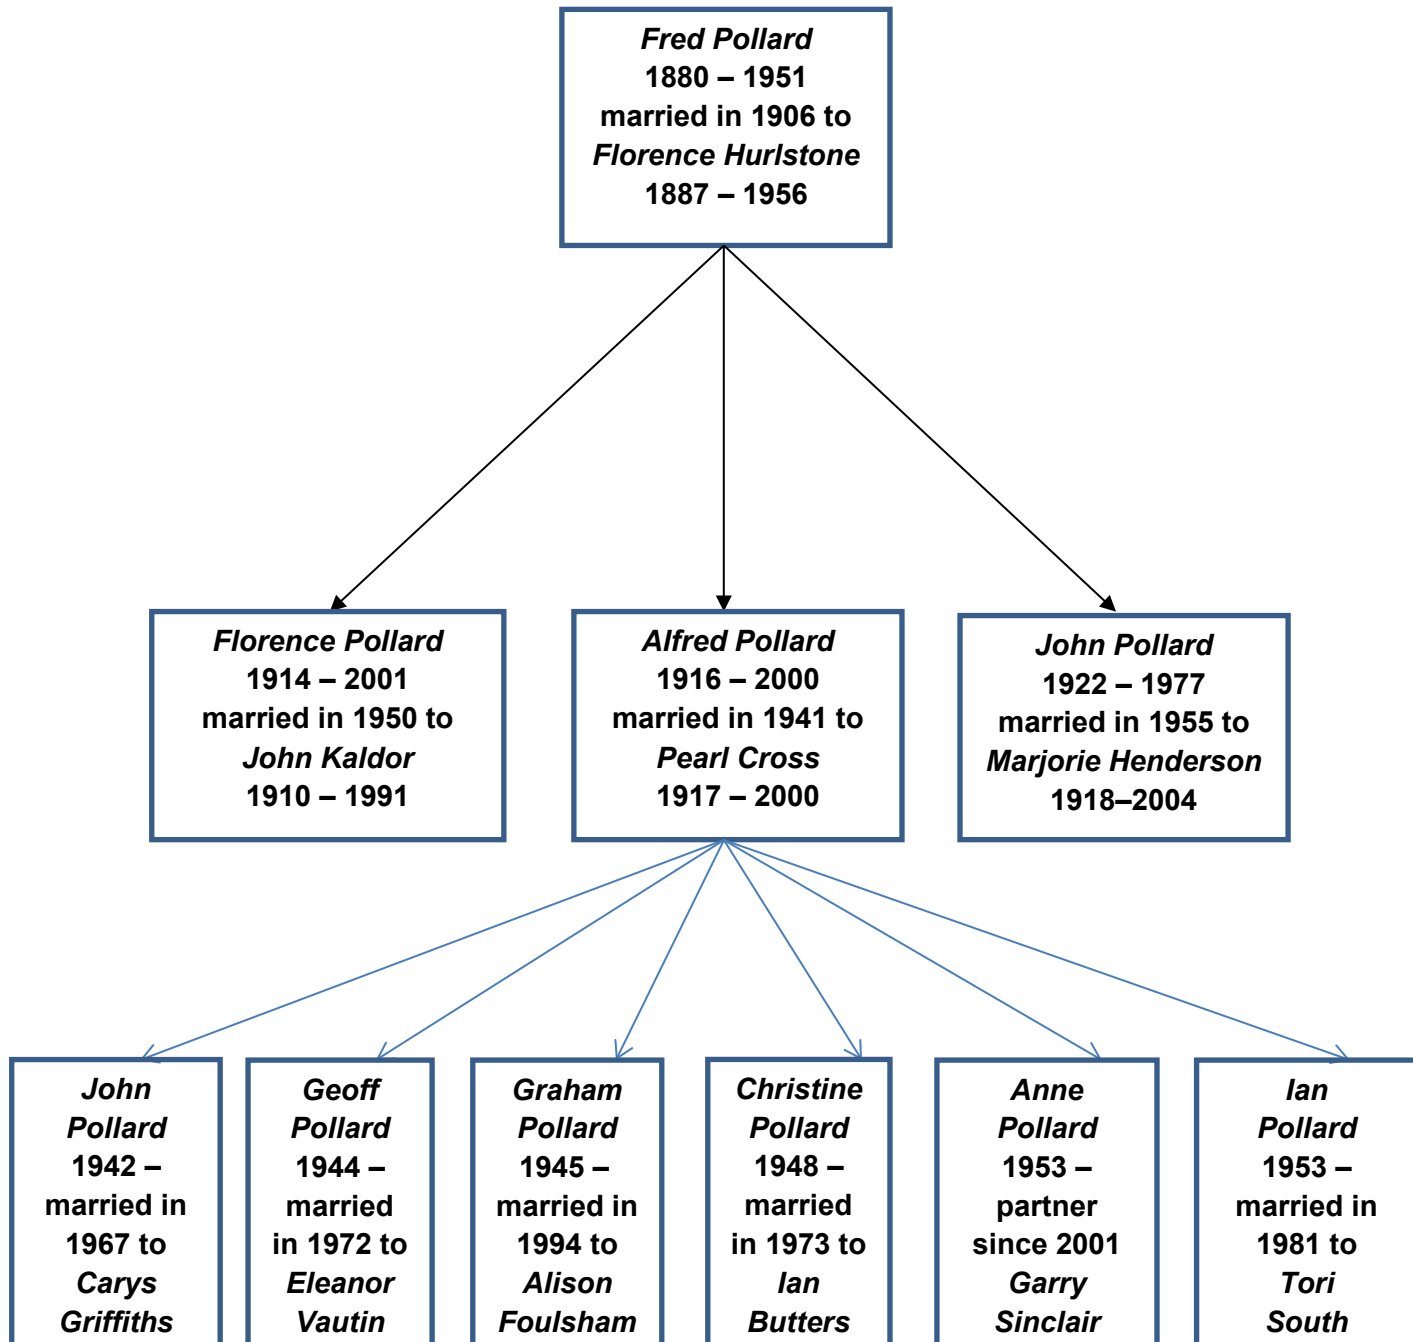 Fred Pollard
1880 – 1951
married in 1906 to
Florence Hurlstone
1887 – 1956
Florence Pollard
1914 – 2001
married in 1950 to
John Kaldor
1910 – 1991
Alfred Pollard
1916 – 2000
married in 1941 to
Pearl Cross
1917 – 2000
John Pollard
1922 – 1977
married in 1955 to
Marjorie Henderson
1918–2004
John
Pollard
1942 –
married in
1967 to
Carys
Griffiths
Geoff
Pollard
1944 –
married
in 1972 to
Eleanor
Vautin
Graham
Pollard
1945 –
married in
1994 to
Alison
Foulsham
Christine
Pollard
1948 –
married
in 1973 to
Ian
Butters
Anne
Pollard
1953 –
partner
since 2001
Garry
Sinclair
Ian
Pollard
1953 –
married in
1981 to
Tori
South